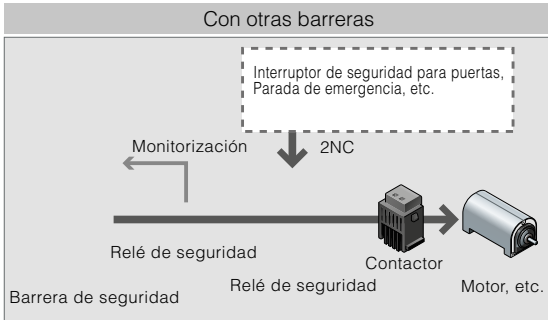 Con otras barreras
Interruptor de seguridad para puertas,
Parada de emergencia, etc.
Monitorización
2NC
Relé de seguridad
Contactor
Relé de seguridad
Motor, etc.
Barrera de seguridad